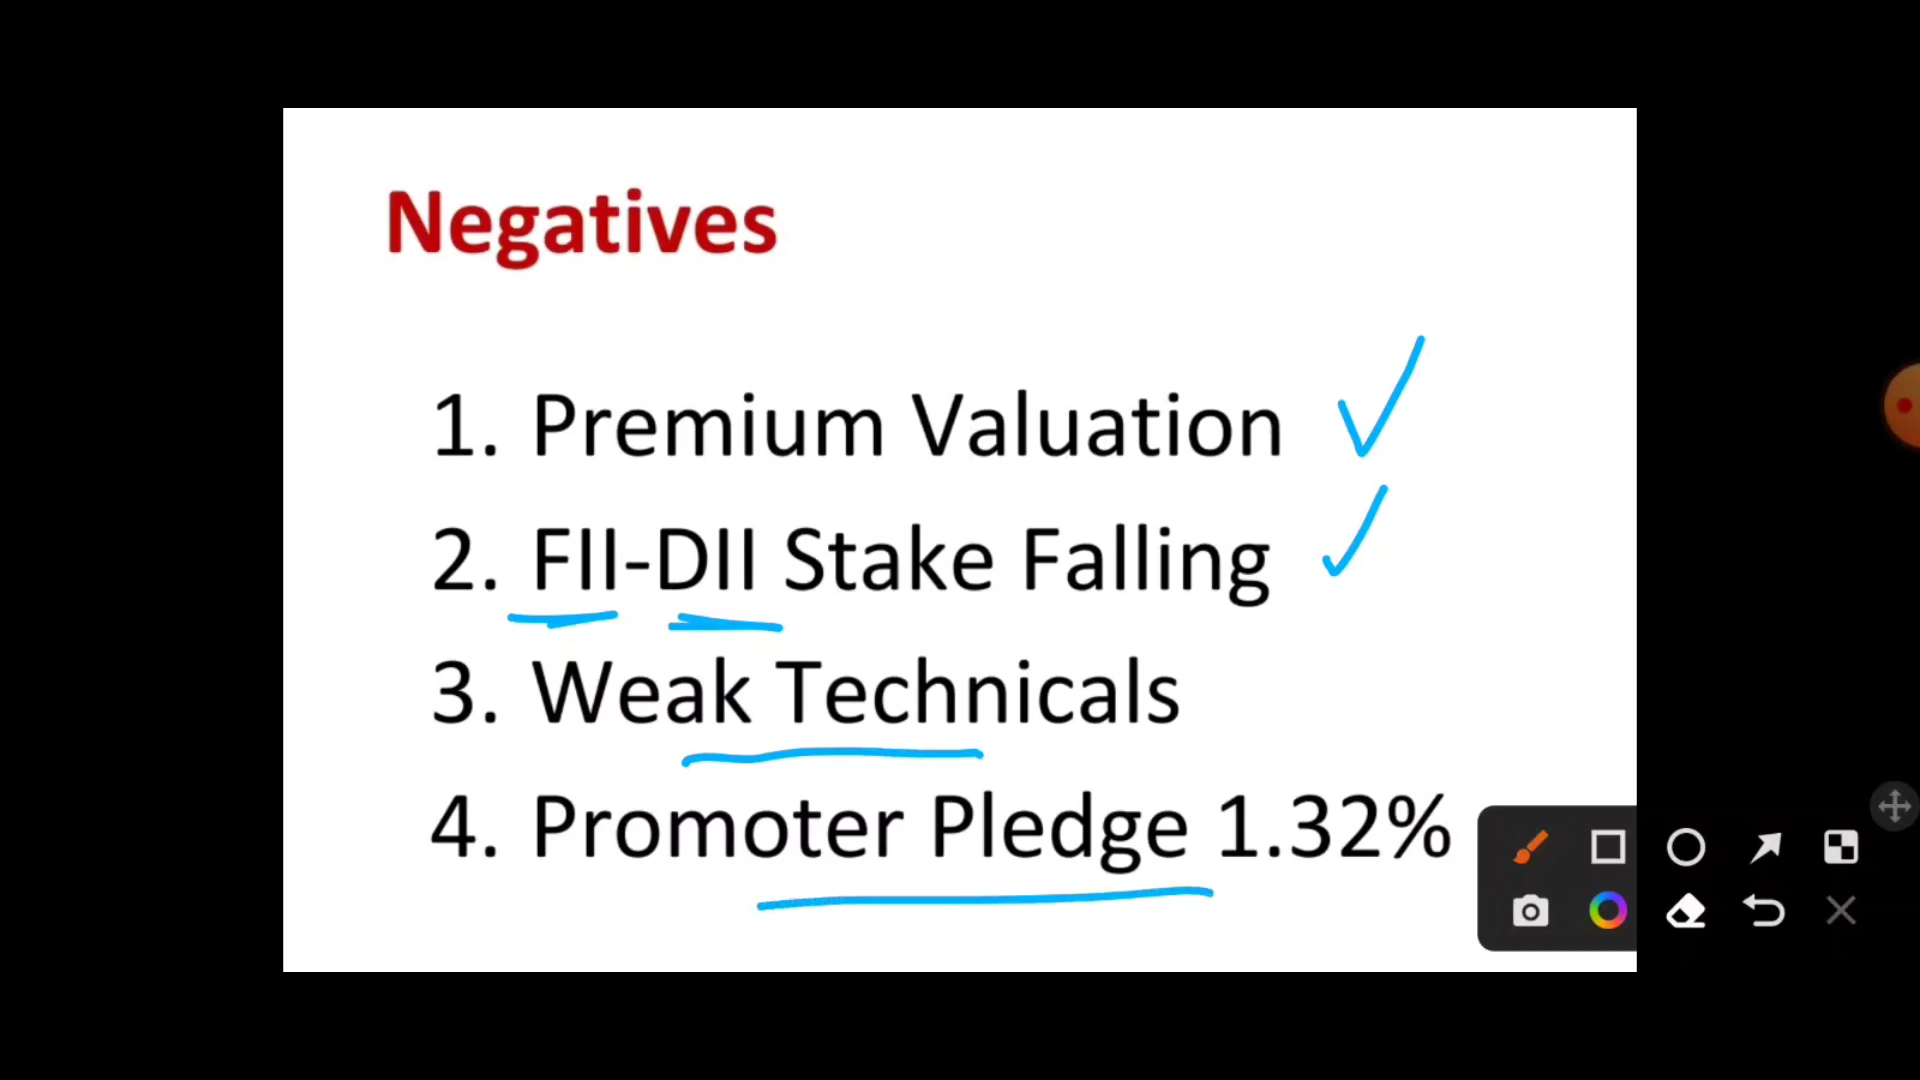 Negatives
1. Premium Valuation
2. FII-DII Stake Falling
3. Weak Technicals
4. Promoter Pledge 1.32%